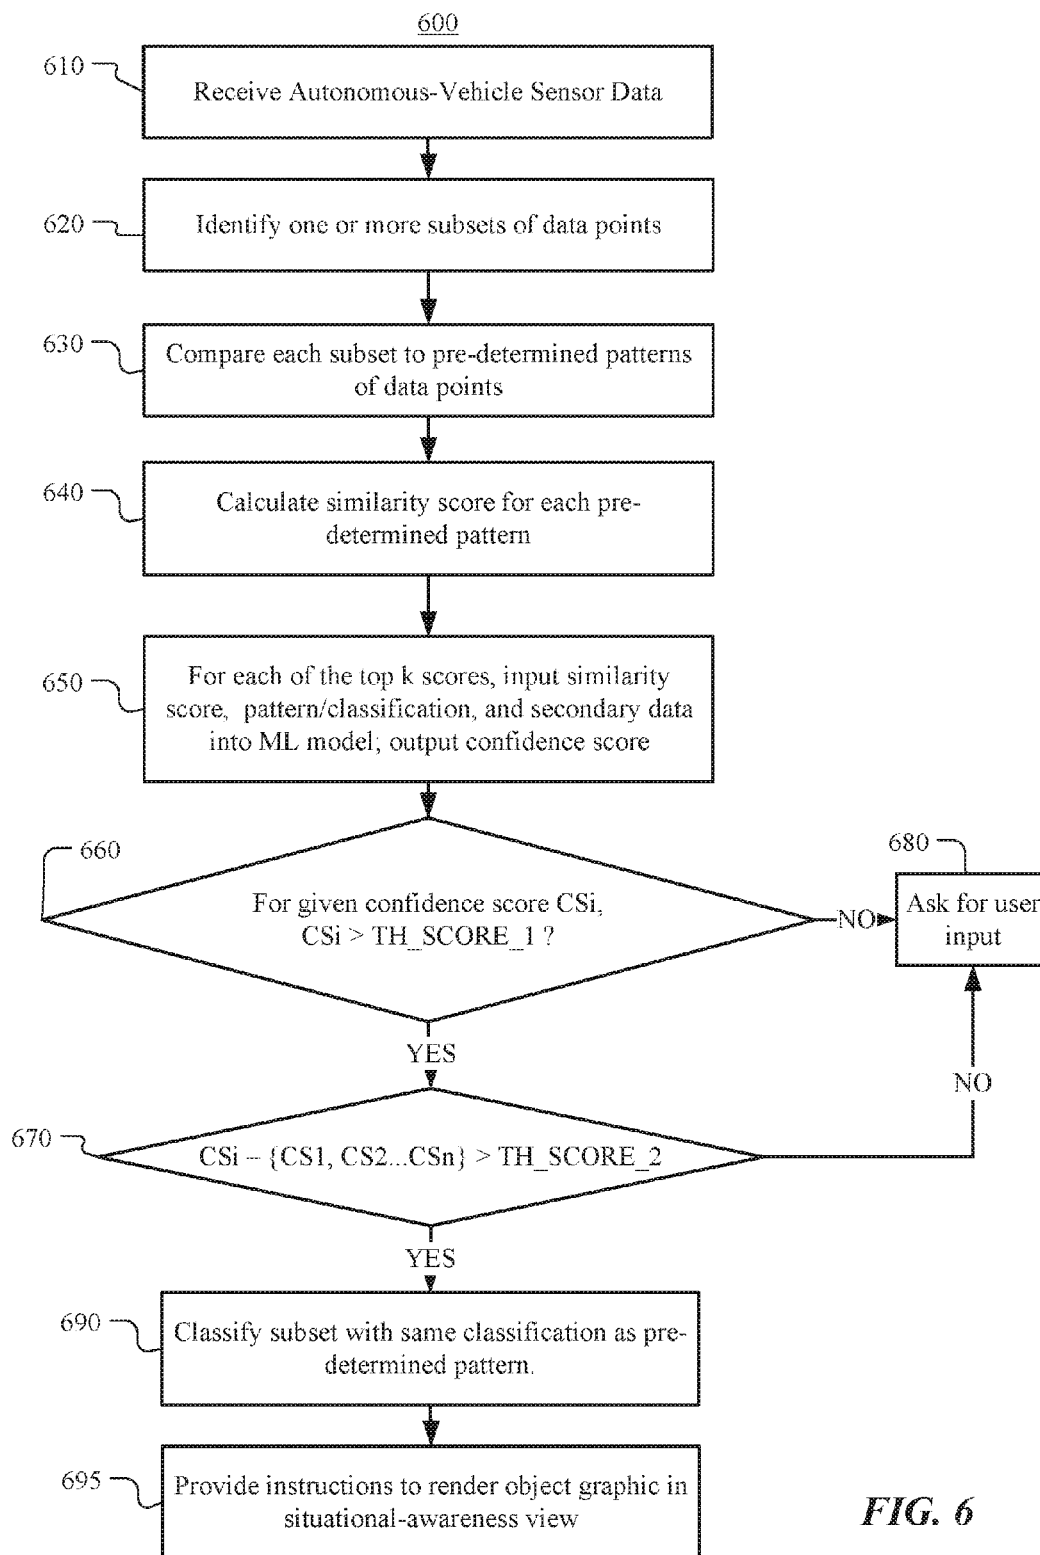 600
610
Receive Autonomous-Vehicle Sensor Data
620
Identify one or more subsets of data points
630
Compare each subset to pre-determined patterns
of data points
640
Calculate similarity score for each pre-
determined pattern
650
For each of the top k scores, input similarity
score, pattern/classification, and secondary data
into ML model; output confidence score
660
For given confidence score CSi,
CSi > TH_SCORE_1 ?
NO
680
Ask for user
input
YES
670
CSi – {CS1, CS2...CSn} > TH_SCORE_2
NO
YES
690
Classify subset with same classification as pre-
determined pattern.
695
Provide instructions to render object graphic in
situational-awareness view
FIG. 6